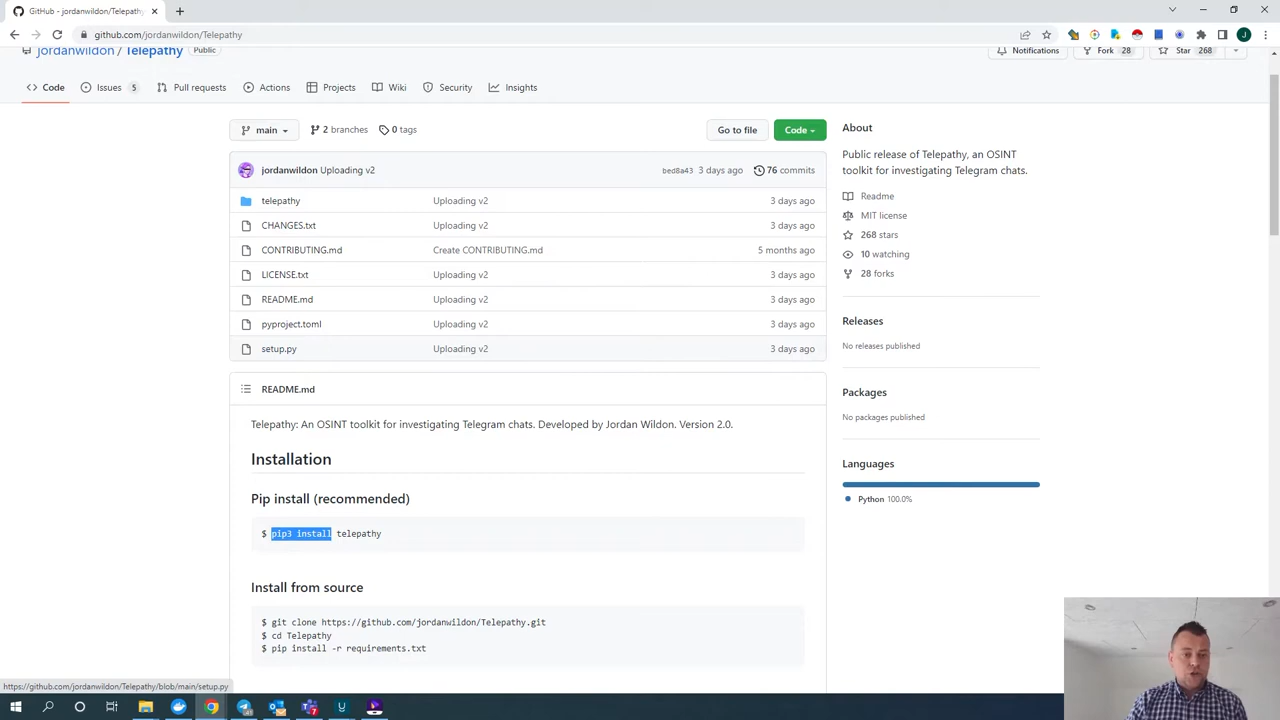 GitHub - jordanwildon/Telepathy,
github.com/jordanwildon/Telepathy
jordanwildon / Telepathy Public
Notifications Fork 28 Star 268
Code Issues 5 Pull requests Actions Projects Wiki Security Insights
main 2 branches 0 tags Go to file Code
jordanwildon Uploading v2 bed8a43 3 days ago 76 commits
telepathy Uploading v2 3 days ago
CHANGES.txt Uploading v2 3 days ago
CONTRIBUTING.md Create CONTRIBUTING.md 5 months ago
LICENSE.txt Uploading v2 3 days ago
README.md Uploading v2 3 days ago
pyproject.toml Uploading v2 3 days ago
setup.py Uploading v2 3 days ago
README.md
Telepathy: An OSINT toolkit for investigating Telegram chats. Developed by Jordan Wildon. Version 2.0.
Installation
Pip install (recommended)
$ pip3 install telepathy
Install from source
$ git clone https://github.com/jordanwildon/Telepathy.git
$ cd Telepathy
$ pip install -r requirements.txt
About
Public release of Telepathy, an OSINT
toolkit for investigating Telegram chats.
Readme
MIT license
268 stars
10 watching
28 forks
Releases
No releases published
Packages
No packages published
Languages
Python 100.0%
https://github.com/jordanwildon/Telepathy/blob/main/setup.py